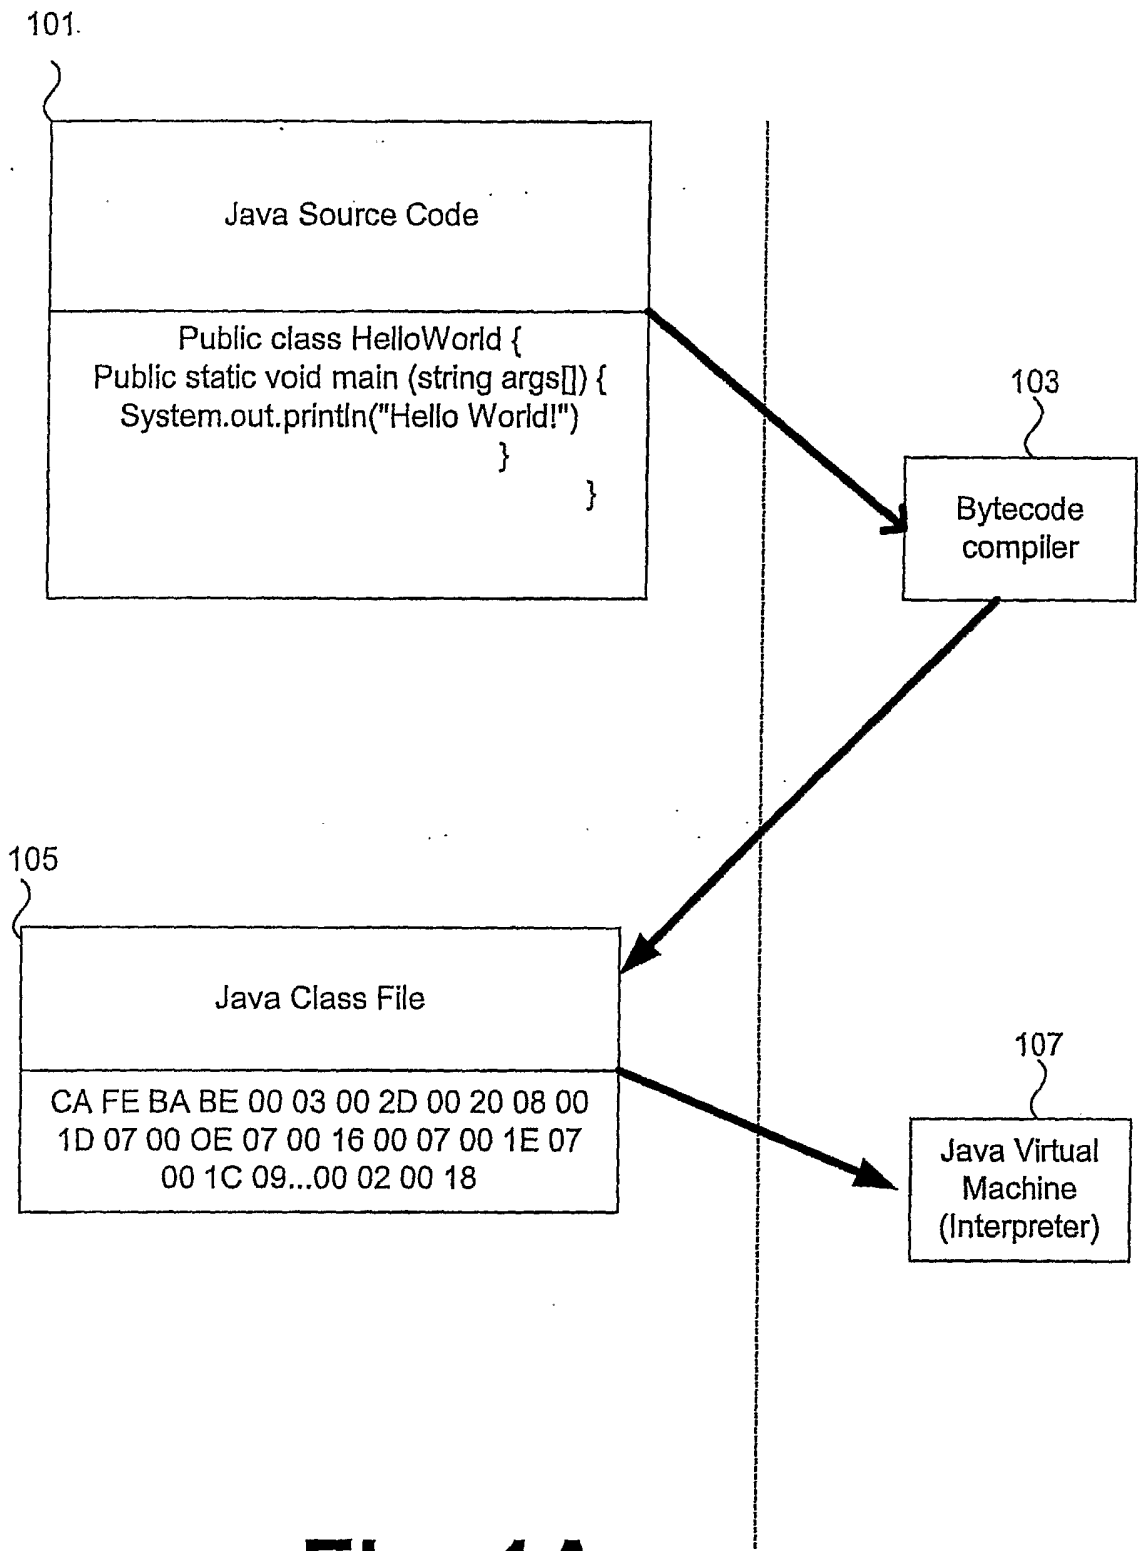 101.
Java Source Code
Public class HelloWorld {
Public static void main (string args[]) {
System.out.println("Hello World!")
}
}
103
Bytecode
compiler
105
Java Class File
CA FE BA BE 00 03 00 2D 00 20 08 00
1D 07 00 OE 07 00 16 00 07 00 1E 07
00 1C 09...00 02 00 18
107
Java Virtual
Machine
(Interpreter)